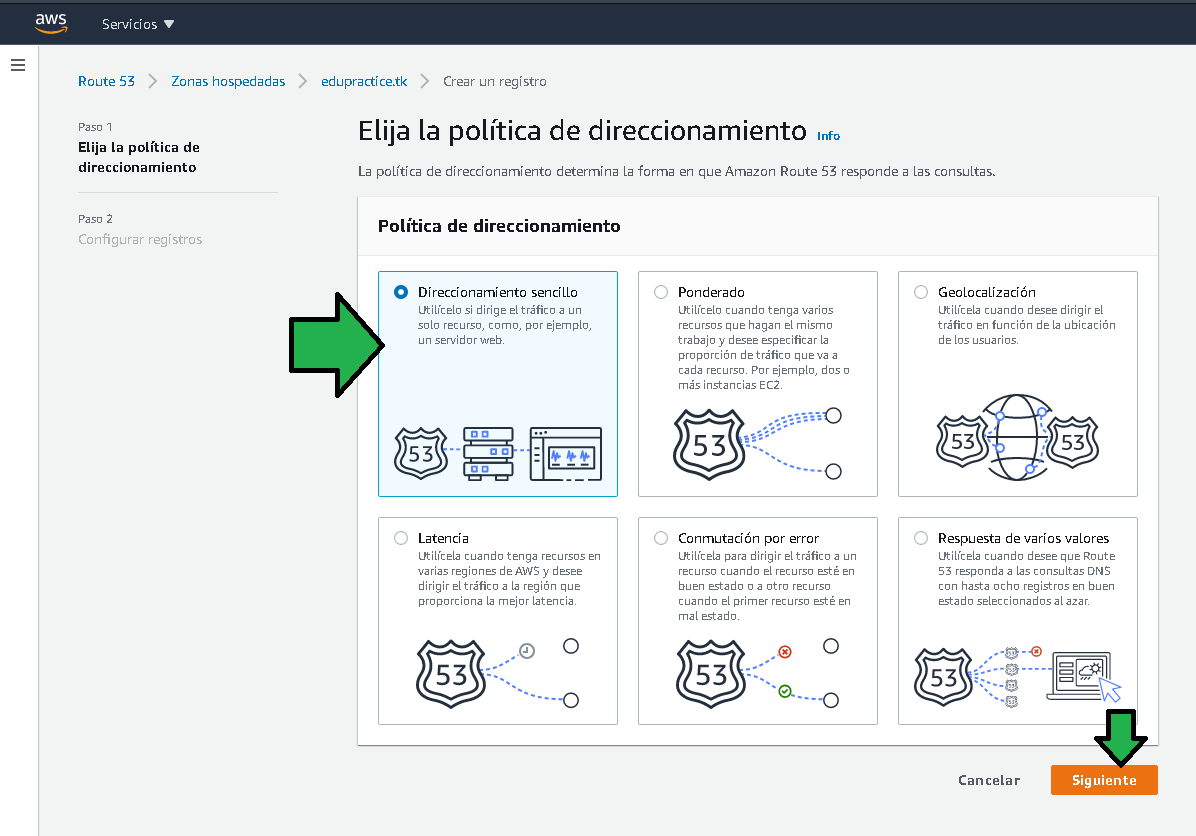 aws
Servicios
Route 53
Zonas hospedadas
edupractice.tk
Crear un registro
Paso 1
Elija la política de
direccionamiento
Paso 2
Configurar registros
Elija la política de direccionamiento Info
La política de direccionamiento determina la forma en que Amazon Route 53 responde a las consultas.
Política de direccionamiento
Direccionamiento sencillo
Utilícelo si dirige el tráfico a un
solo recurso, como, por ejemplo,
un servidor web.
53
Ponderado
Utilícelo cuando tenga varios
recursos que hagan el mismo
trabajo y desee especificar la
proporción de tráfico que va a
cada recurso. Por ejemplo, dos o
más instancias EC2.
53
Geolocalización
Utilícela cuando desee dirigir el
tráfico en función de la ubicación
de los usuarios.
53
53
Latencia
Utilícela cuando tenga recursos en
varias regiones de AWS y desee
dirigir el tráfico a la región que
proporciona la mejor latencia.
53
Conmutación por error
Utilícela para dirigir el tráfico a un
recurso cuando el recurso esté en
buen estado o a otro recurso
cuando el primer recurso esté en
mal estado.
53
Respuesta de varios valores
Utilícela cuando desee que Route
53 responda a las consultas DNS
con hasta ocho registros en buen
estado seleccionados al azar.
53
53
53
53
53
Cancelar
Siguiente